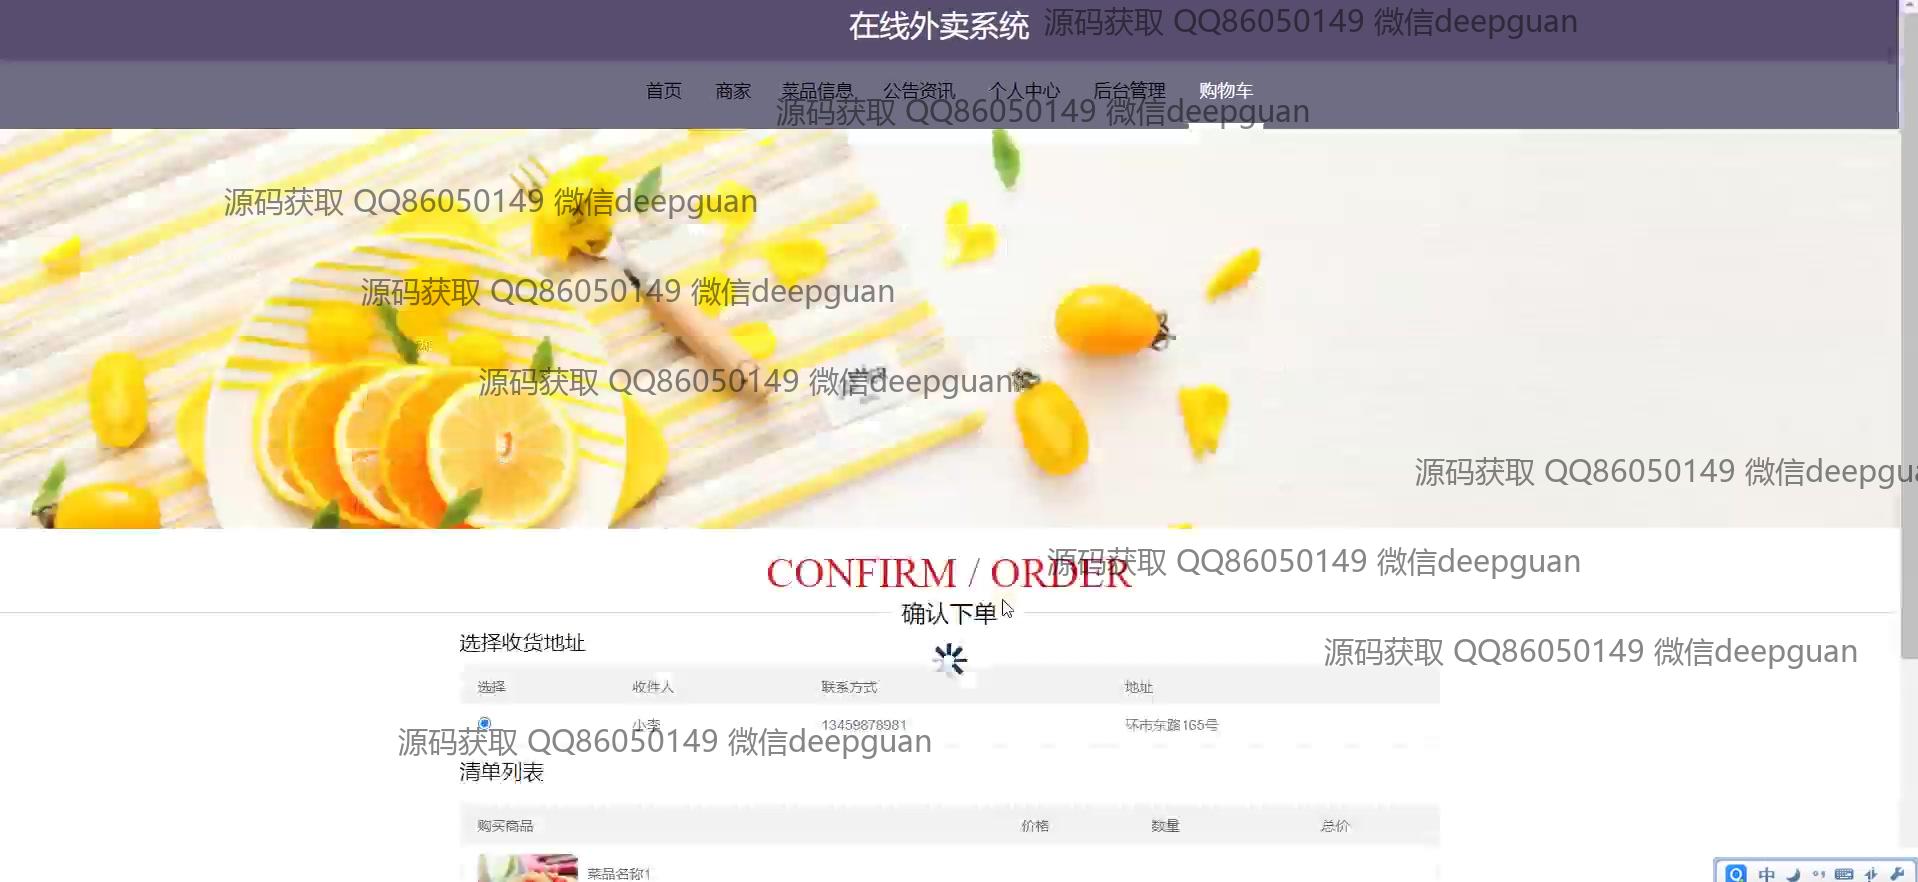 在线外卖系统
源码获取 QQ86050149 微信deepguan
首页 商家 菜品信息 公告资讯 个人中心 后台管理 购物车
源码获取 QQ86050149 微信deepguan
源码获取 QQ86050149 微信deepguan
源码获取 QQ86050149 微信deepguan
源码获取 QQ86050149 微信deepguan
源码获取 QQ86050149 微信deepgua
CONFIRM / ORDER
源码获取 QQ86050149 微信deepguan
确认下单
选择收货地址
源码获取 QQ86050149 微信deepguan
选择 收件人 联系方式 地址
小李 13459878981 环市东路165号
源码获取 QQ86050149 微信deepguan
清单列表
购买商品 价格 数量 总价
菜品名称1
中